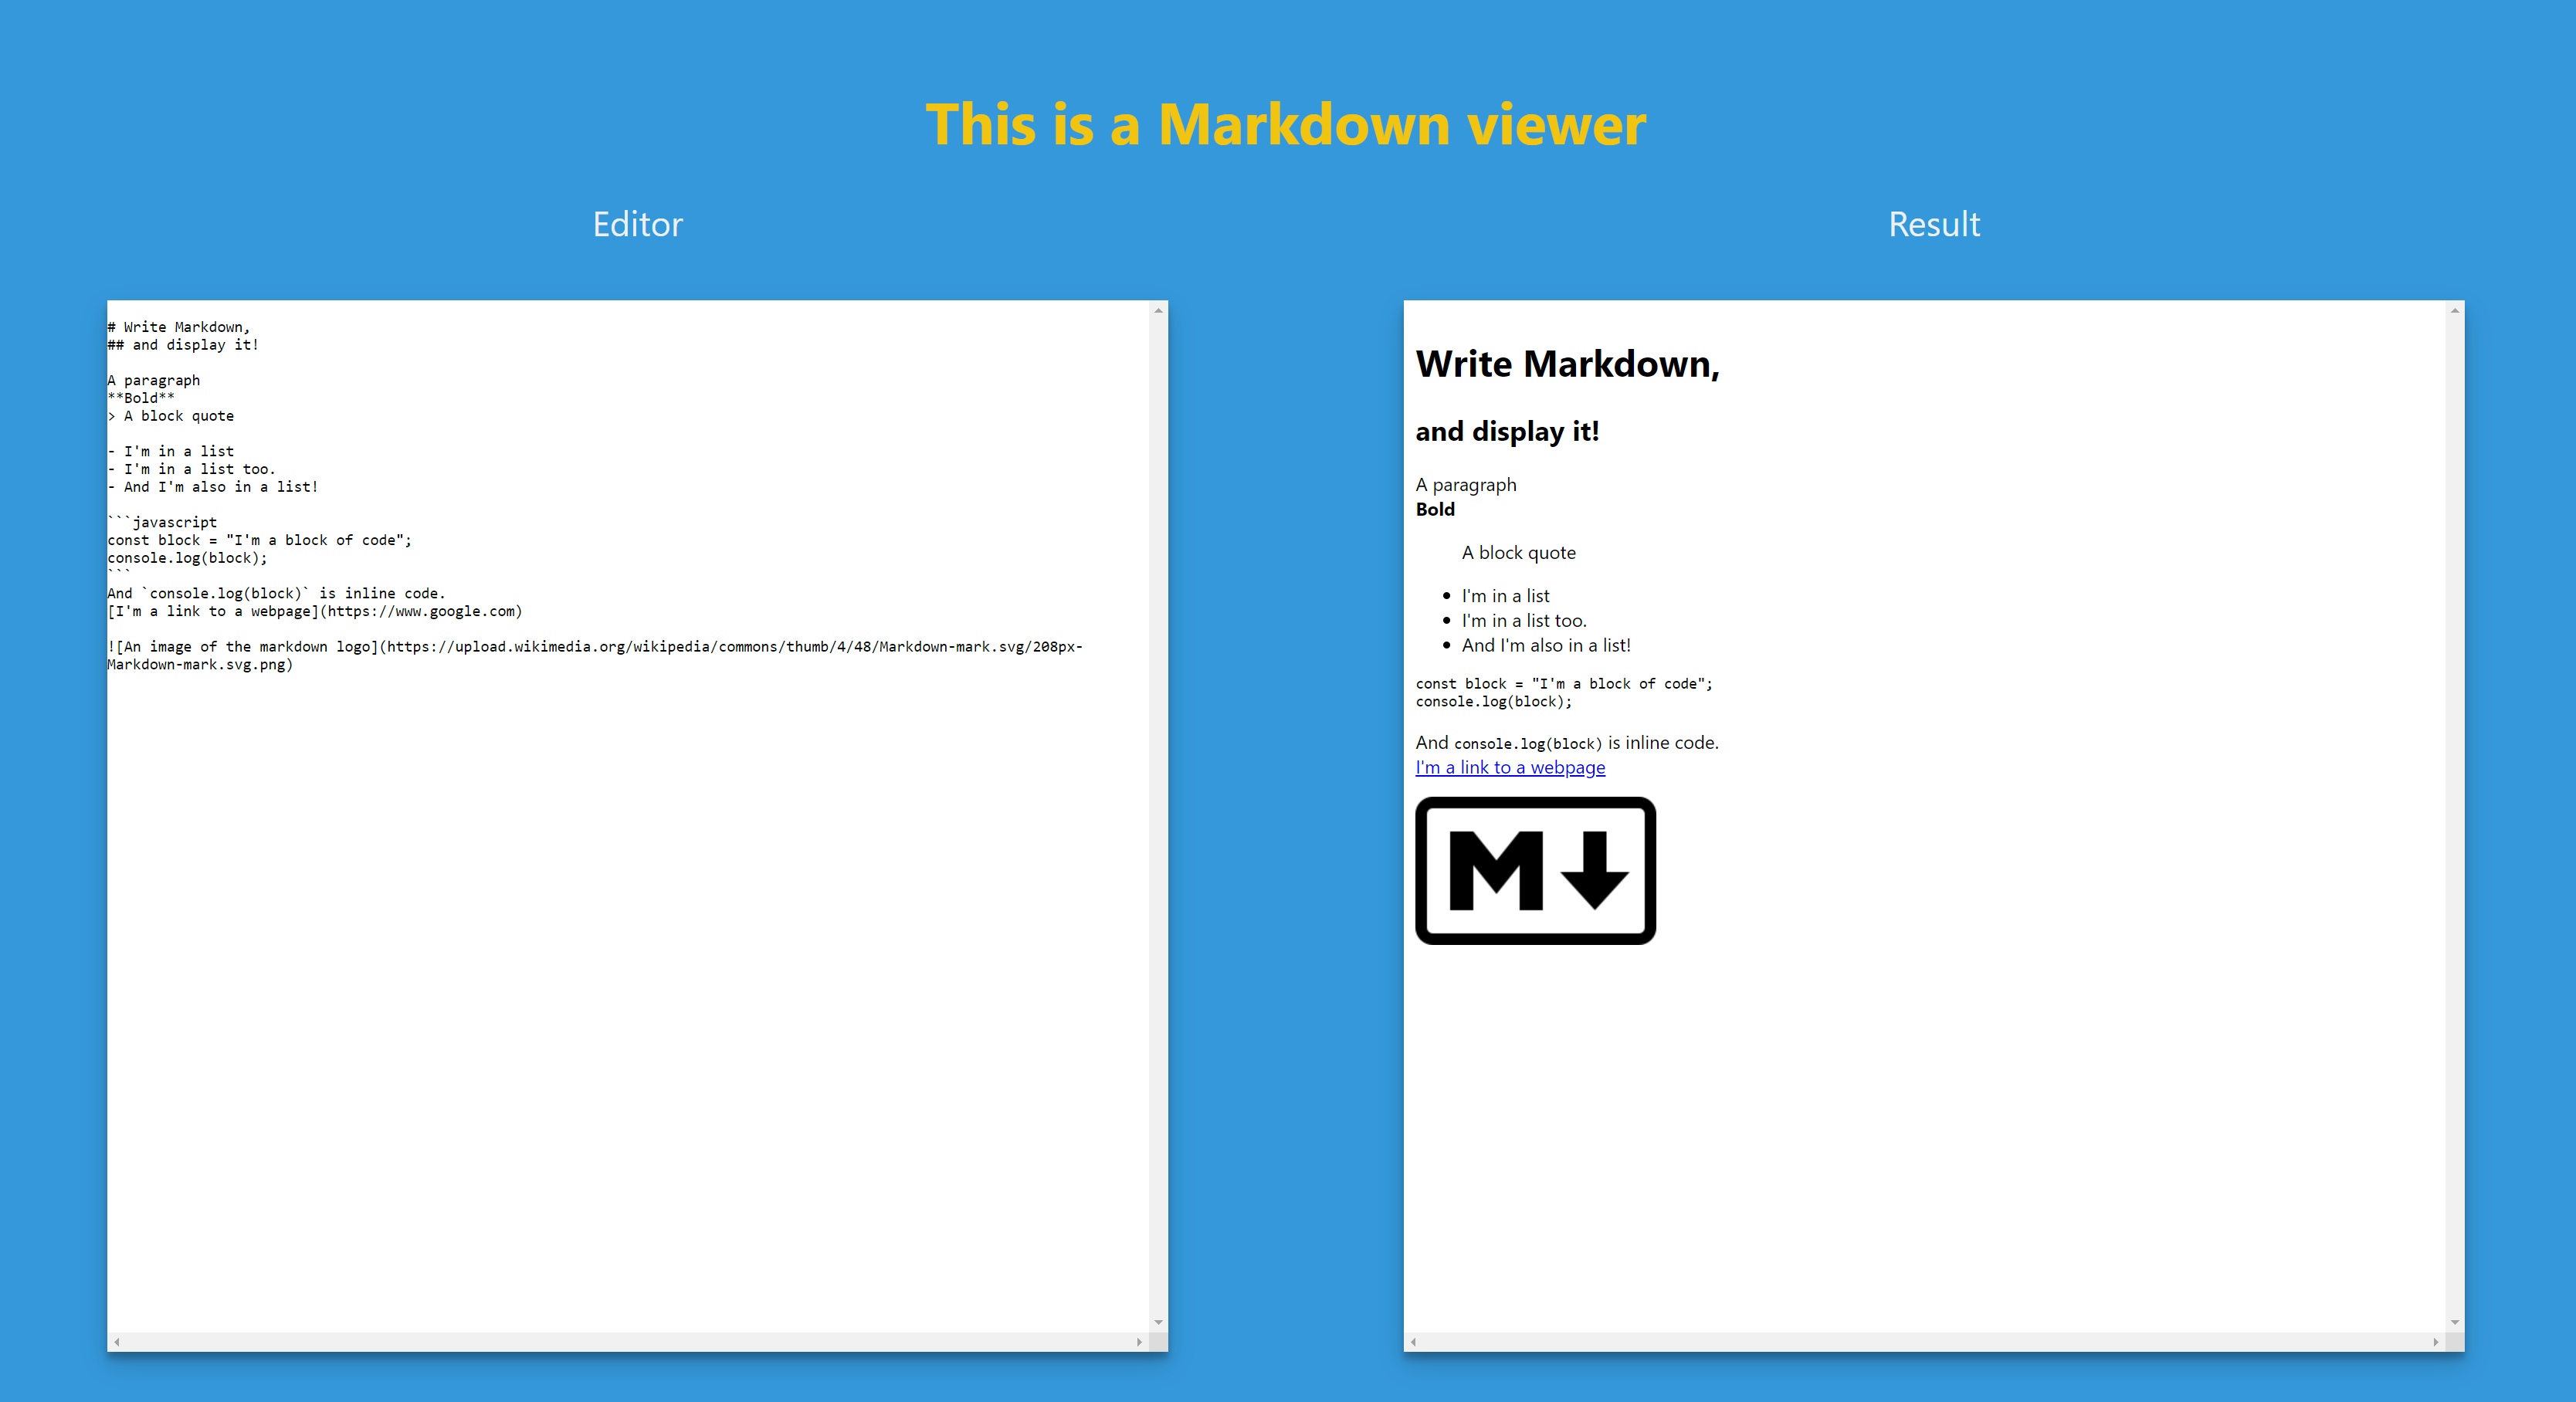 This is a Markdown viewer
Editor
# Write Markdown,
## and display it!
A paragraph
**Bold**
> A block quote
- I'm in a list
- I'm in a list too.
- And I'm also in a list!
```javascript
const block = "I'm a block of code";
console.log(block);
```
And `console.log(block)` is inline code.
[I'm a link to a webpage](https://www.google.com)
![An image of the markdown logo](https://upload.wikimedia.org/wikipedia/commons/thumb/4/48/Markdown-mark.svg/208px-
Markdown-mark.svg.png)
Result
Write Markdown,
and display it!
A paragraph
Bold
A block quote
• I'm in a list
• I'm in a list too.
• And I'm also in a list!
const block = "I'm a block of code";
console.log(block);
And console.log(block) is inline code.
I'm a link to a webpage
M